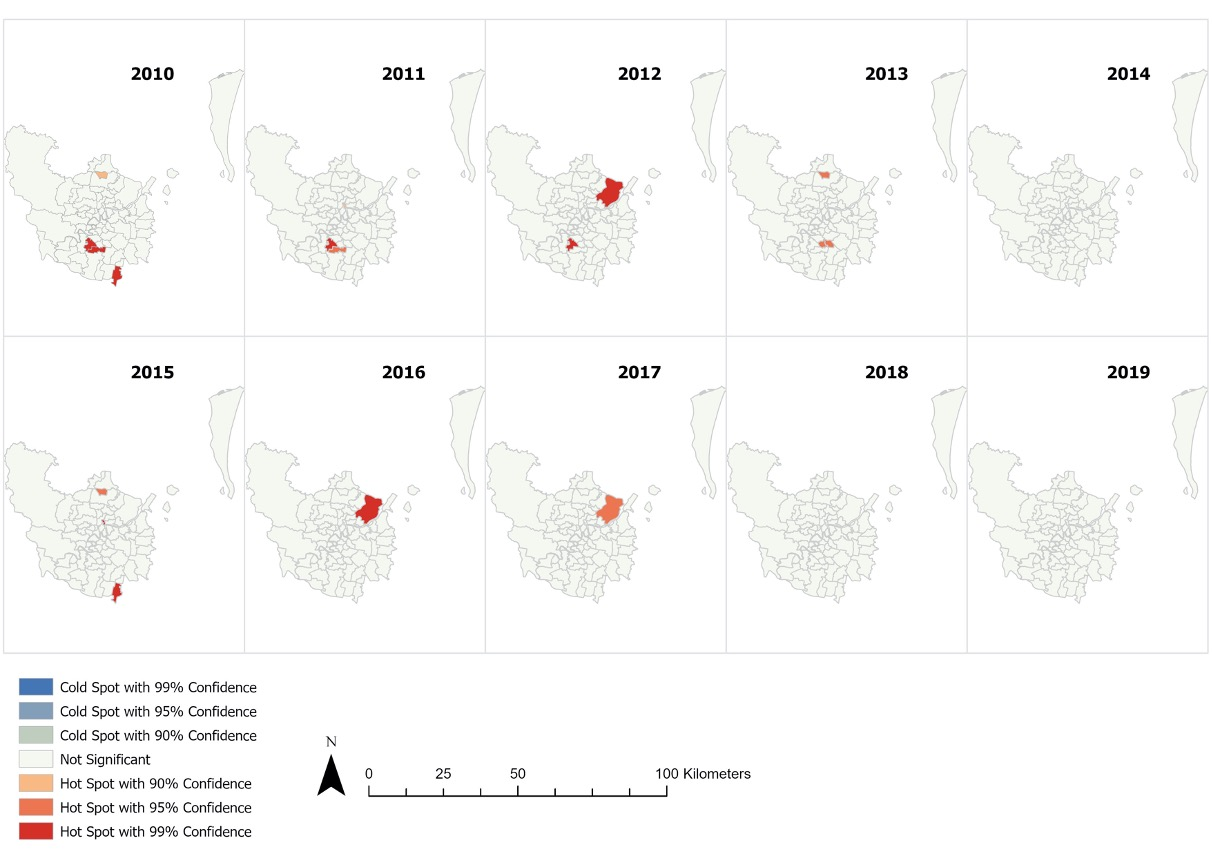 2010 2011 2012 2013 2014
2015 2016 2017 2018 2019
Cold Spot with 99% Confidence
Cold Spot with 95% Confidence
Cold Spot with 90% Confidence
Not Significant
Hot Spot with 90% Confidence
Hot Spot with 95% Confidence
Hot Spot with 99% Confidence
N
0 25 50 100 Kilometers